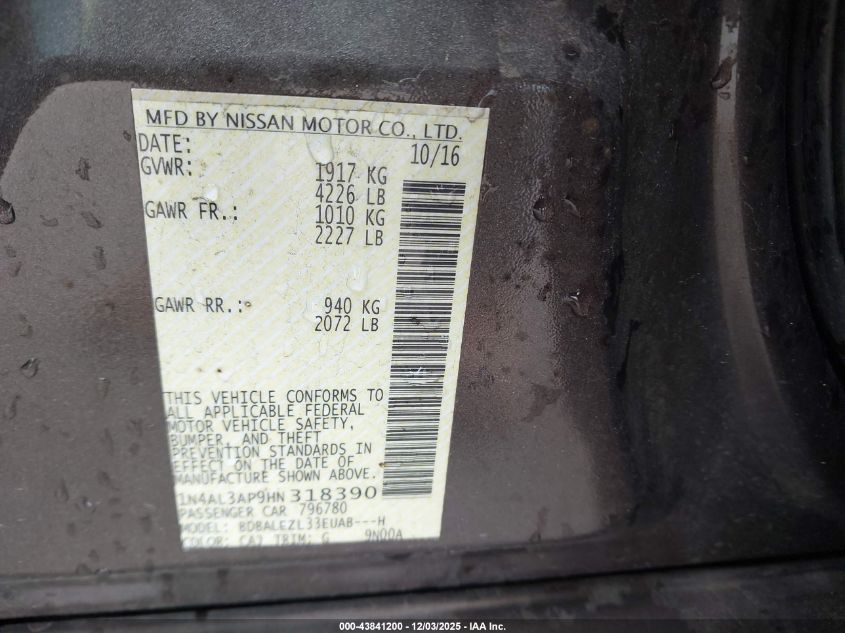 MFD BY NISSAN MOTOR CO., LTD.
DATE: 10/16
GVWR: 1917 KG
4226 LB
GAWR FR.: 1010 KG
2227 LB
GAWR RR.: 940 KG
2072 LB
THIS VEHICLE CONFORMS TO
ALL APPLICABLE FEDERAL
MOTOR VEHICLE SAFETY,
BUMPER, AND THEFT
PREVENTION STANDARDS IN
EFFECT ON THE DATE OF
MANUFACTURE SHOWN ABOVE.
1N4AL3AP9HN 318390
PASSENGER CAR 796780
MODEL: BDBALEZL33EUAB---H
COLOR: CAJ TRIM: G 9N00A
000-43841200 - 12/03/2025 - IAA Inc.